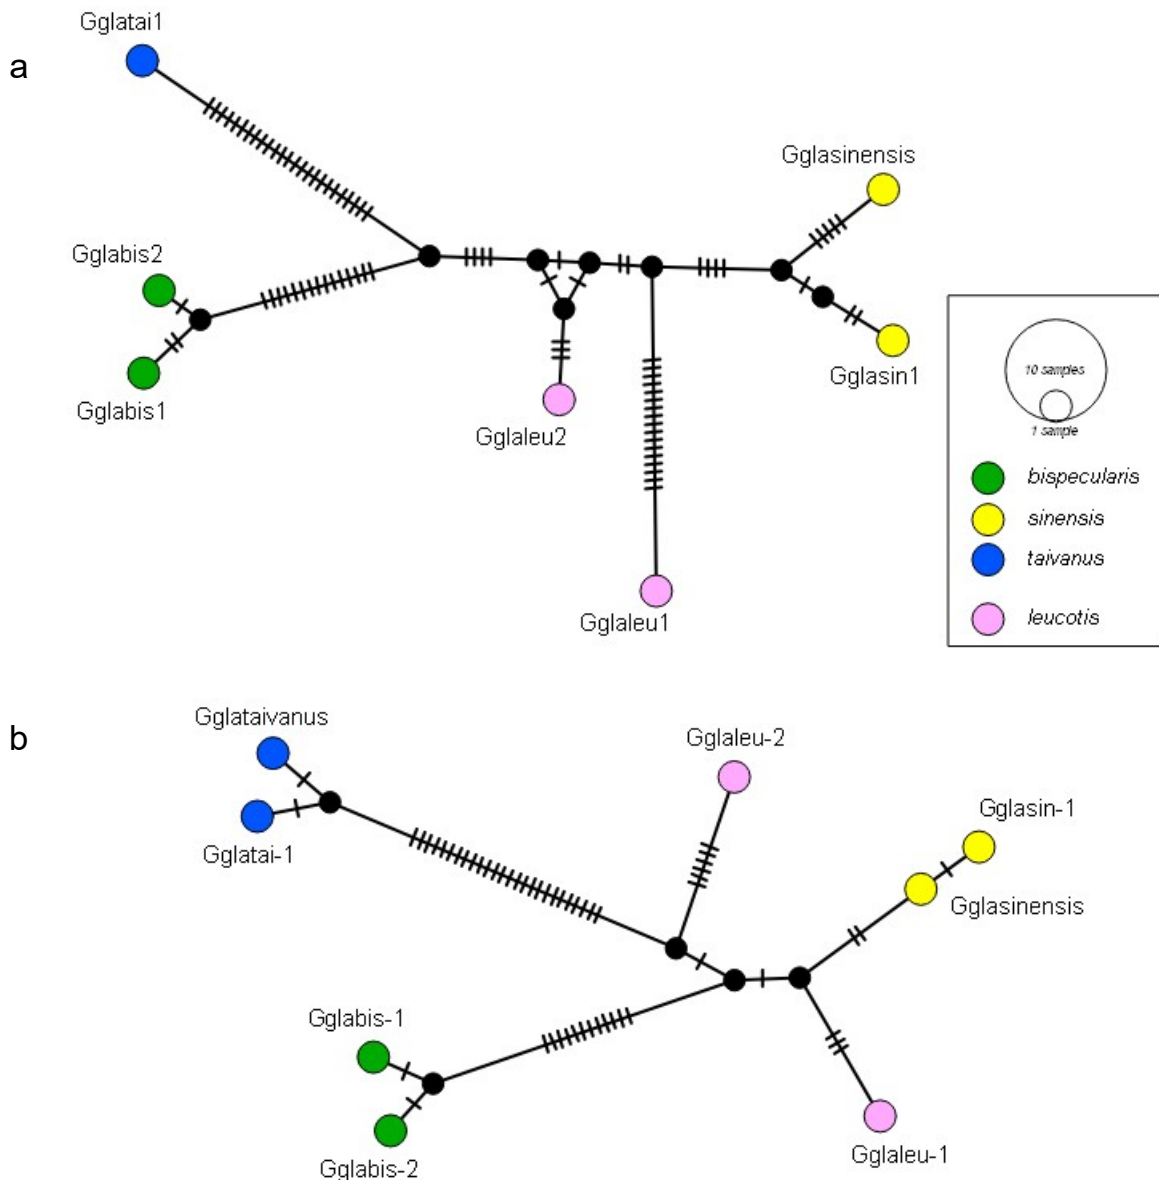 Gglatai1
a
Gglasinensis
Gglabis2
Gglabis1
Gglaleu2
Gglasin1
Gglaleu1
10 samples
1 sample
bispecularis
sinensis
taivanus
leucotis
b
Gglataivanus
Gglatai-1
Gglaleu-2
Gglasin-1
Gglasinensis
Gglabis-1
Gglabis-2
Gglaleu-1